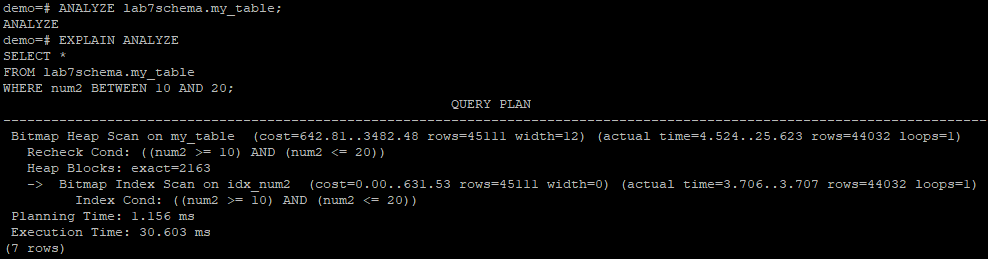 demo=# ANALYZE lab7schema.my_table;
ANALYZE
demo=# EXPLAIN ANALYZE
SELECT *
FROM lab7schema.my_table
WHERE num2 BETWEEN 10 AND 20;
                                                        QUERY PLAN
---------------------------------------------------------------------------------------------------------------------------
 Bitmap Heap Scan on my_table  (cost=642.81..3482.48 rows=45111 width=12) (actual time=4.524..25.623 rows=44032 loops=1)
   Recheck Cond: ((num2 >= 10) AND (num2 <= 20))
   Heap Blocks: exact=2163
   ->  Bitmap Index Scan on idx_num2  (cost=0.00..631.53 rows=45111 width=0) (actual time=3.706..3.707 rows=44032 loops=1)
         Index Cond: ((num2 >= 10) AND (num2 <= 20))
 Planning Time: 1.156 ms
 Execution Time: 30.603 ms
(7 rows)